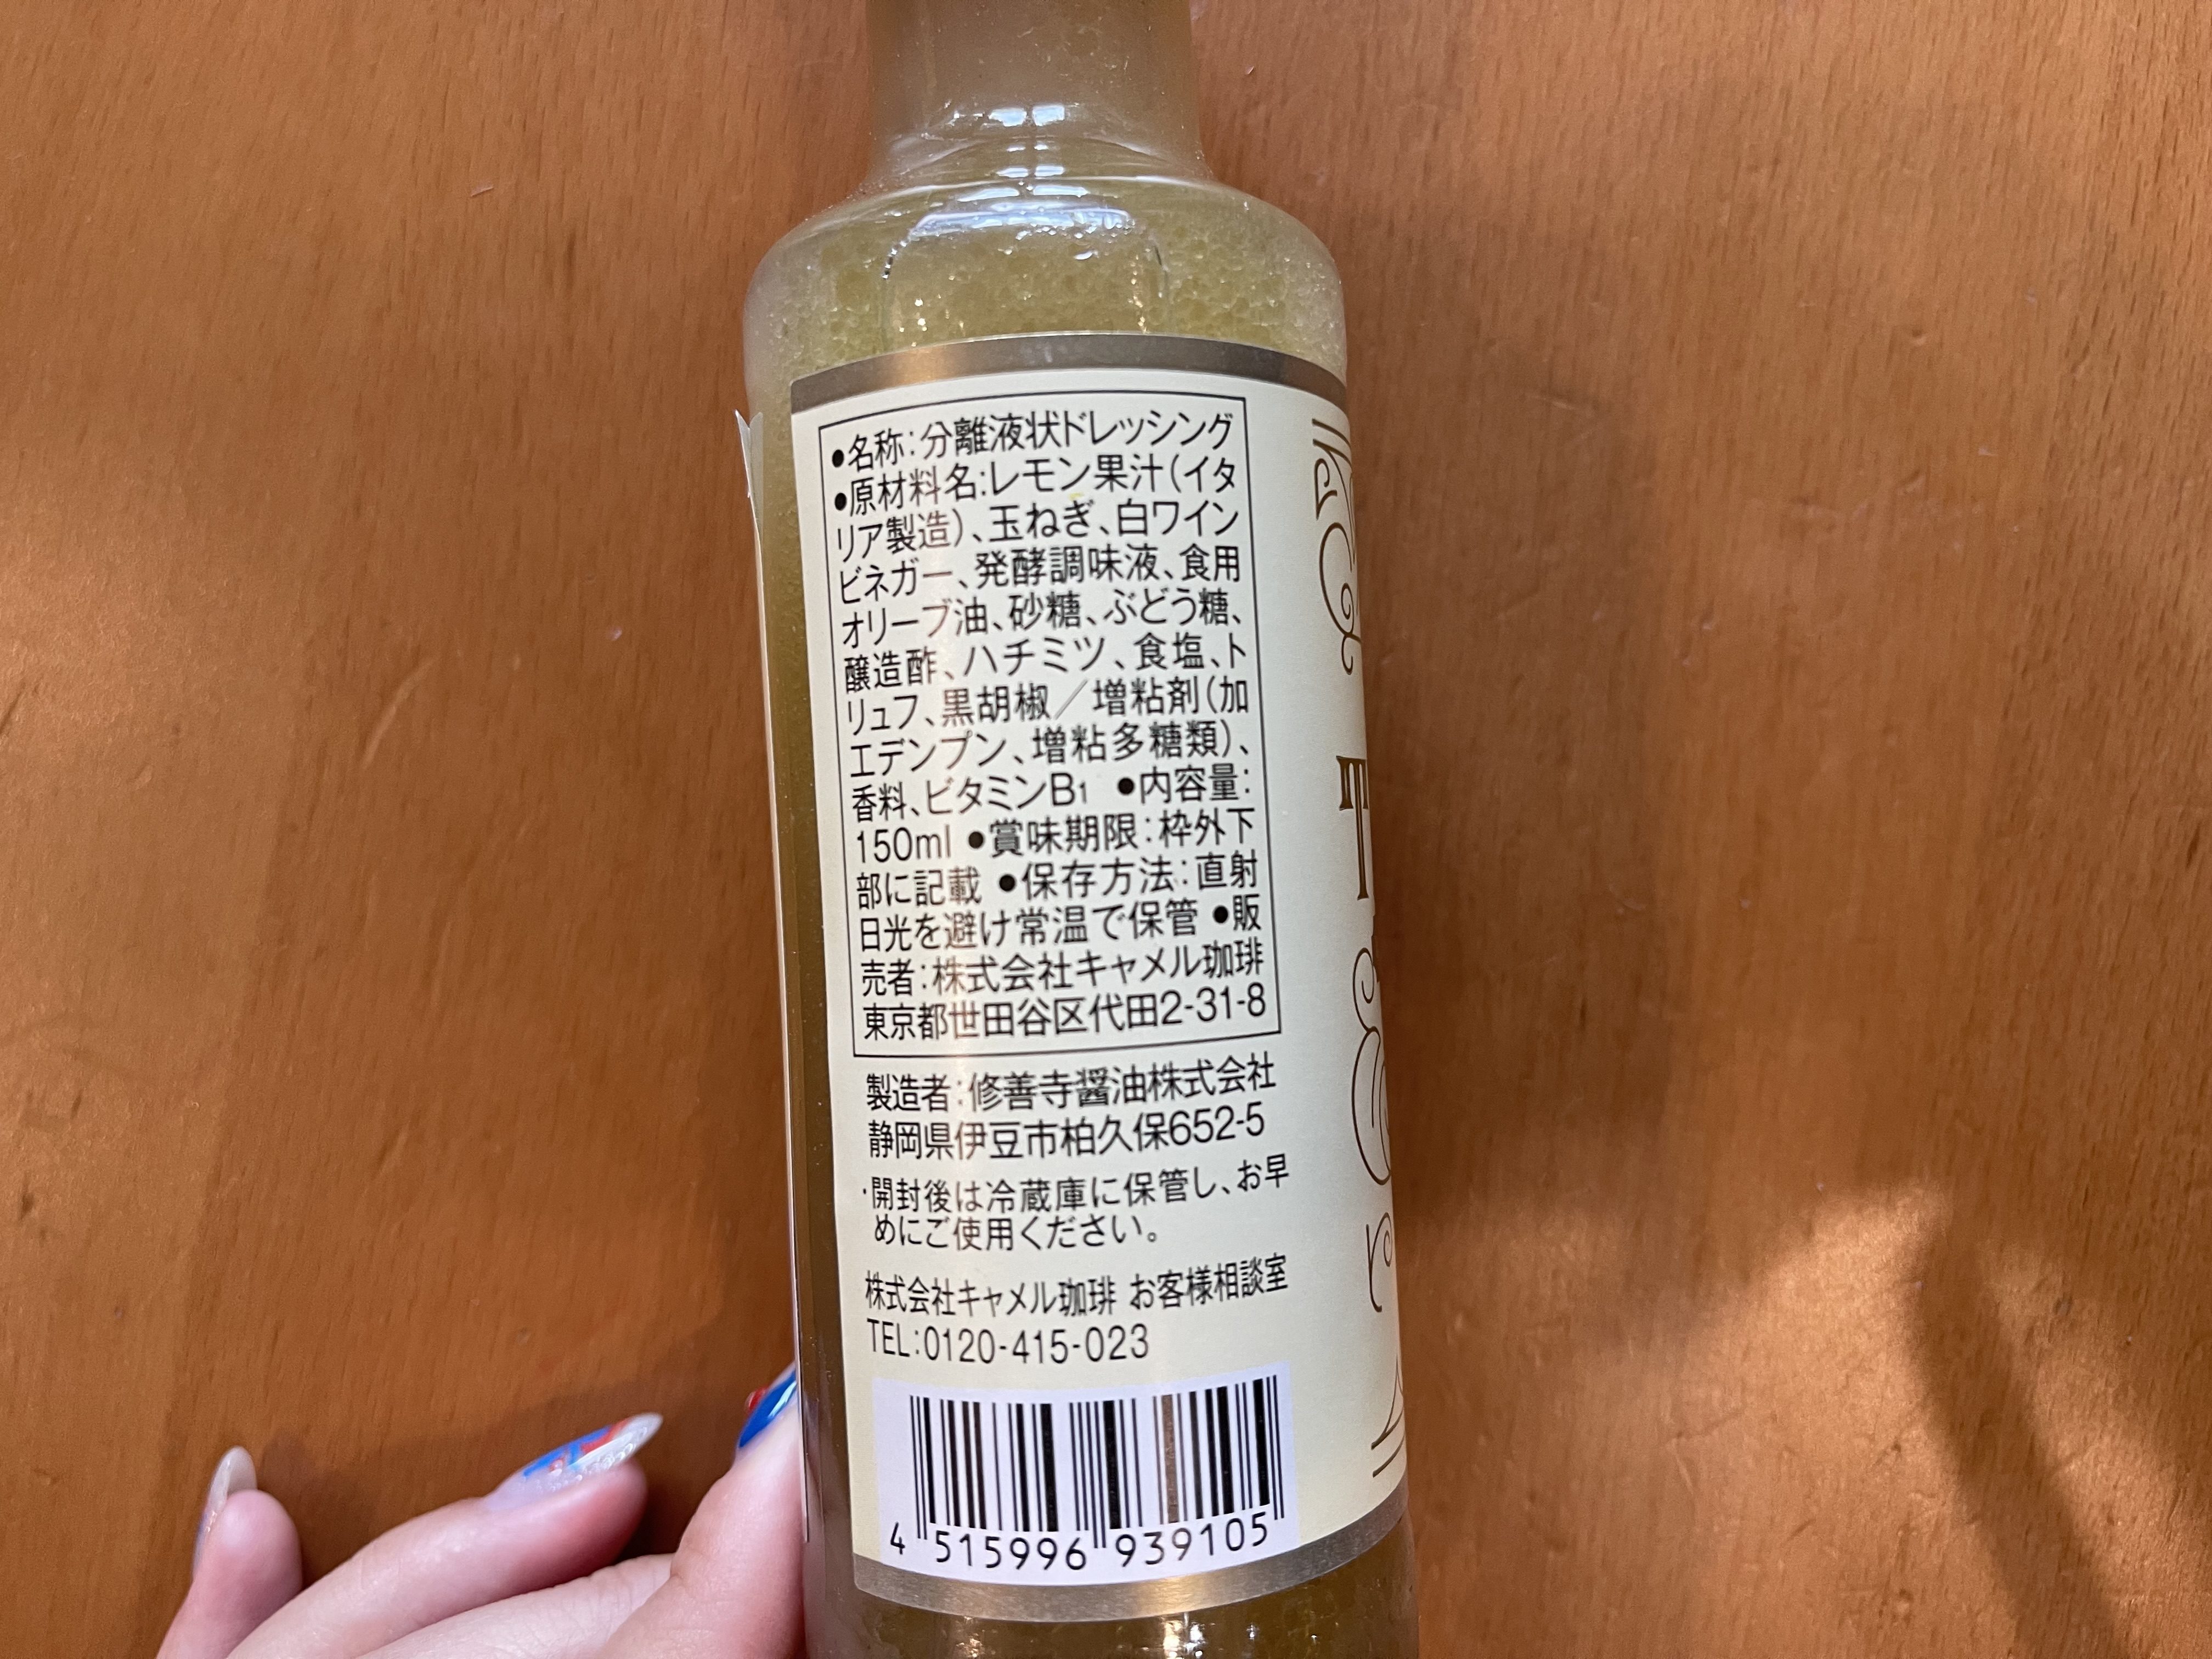 ●名称:分離液状ドレッシング
●原材料名:レモン果汁(イタ
リア製造)、玉ねぎ、白ワイン
ビネガー、発酵調味液、食用
オリーブ油、砂糖、ぶどう糖、
醸造酢、ハチミツ、食塩、ト
リュフ、黒胡椒／増粘剤(加
工デンプン、増粘多糖類)、
香料、ビタミンB1 ●内容量:
150ml ●賞味期限:枠外下
部に記載 ●保存方法:直射
日光を避け常温で保管 ●販
売者:株式会社キャメル珈琲
東京都世田谷区代田2-31-8
製造者:修善寺醤油株式会社
静岡県伊豆市柏久保652-5
・開封後は冷蔵庫に保管し、お早
めにご使用ください。
株式会社キャメル珈琲 お客様相談室
TEL:0120-415-023
4 515996 939105